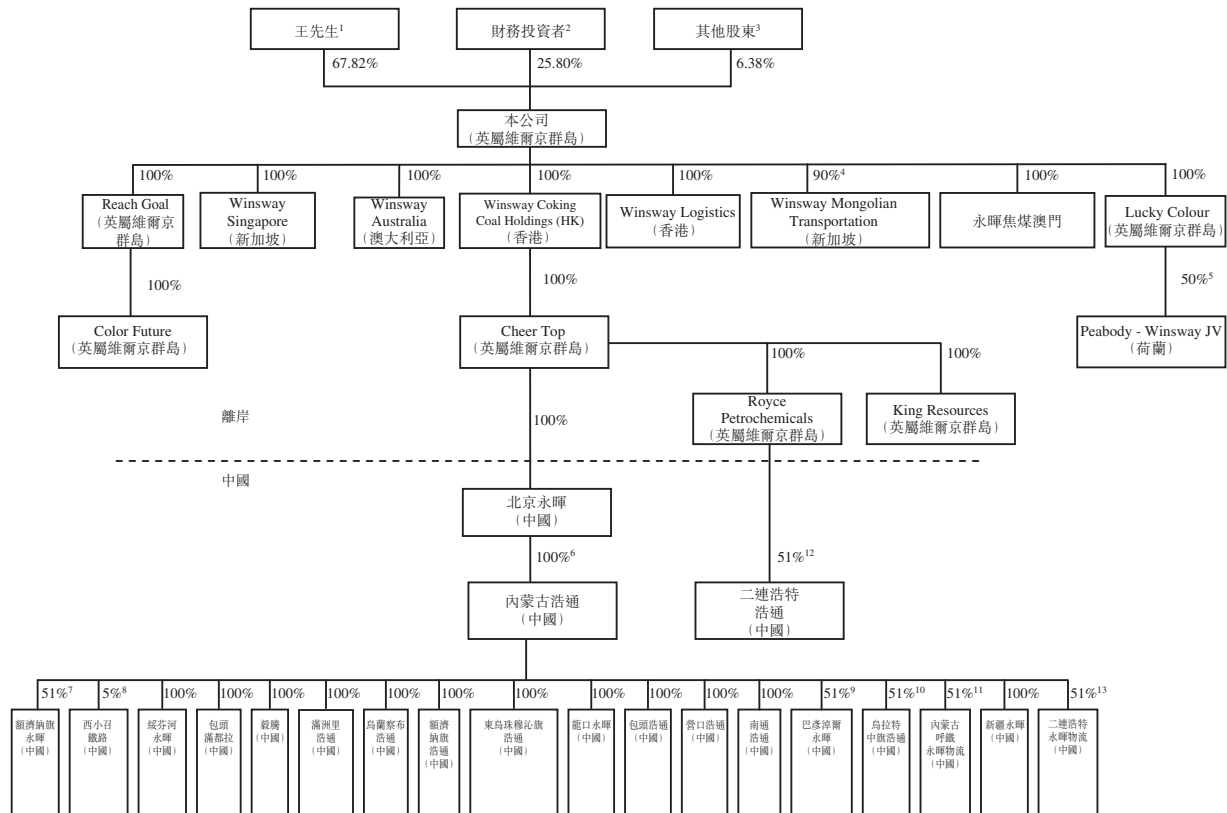 王先生1
財務投資者2
其他股東3
67.82%
25.80%
6.38%
本公司
（英屬維爾京群島）
100%
100%
100%
100%
100%
90%4
100%
100%
Reach Goal
（英屬維爾京
群島）
Winsway
Singapore
（新加坡）
Winsway
Australia
（澳大利亞）
Winsway Coking
Coal Holdings (HK)
（香港）
Winsway Logistics
（香港）
Winsway Mongolian
Transportation
（新加坡）
永暉焦煤澳門
Lucky Colour
（英屬維爾京群島）
100%
100%
50%5
Color Future
（英屬維爾京群島）
Cheer Top
（英屬維爾京群島）
Peabody - Winsway JV
（荷蘭）
100%
100%
Royce
Petrochemicals
（英屬維爾京群島）
King Resources
（英屬維爾京群島）
離岸
100%
中國
北京永暉
（中國）
100%6
51%12
內蒙古浩通
（中國）
二連浩特
浩通
（中國）
51%7
5%8
100%
100%
100%
100%
100%
100%
100%
100%
100%
100%
100%
51%9
51%10
51%11
100%
51%13
額濟納旗
永暉
（中國）
西小召
鐵路
（中國）
綏芬河
永暉
（中國）
包頭
滿都拉
（中國）
毅騰
（中國）
滿洲里
浩通
（中國）
烏蘭察布
浩通
（中國）
額濟
納旗
浩通
（中國）
東烏珠穆沁旗
浩通
（中國）
龍口永暉
（中國）
包頭浩通
（中國）
營口浩通
（中國）
南通
浩通
（中國）
巴彥淖爾
永暉
（中國）
烏拉特
中旗浩通
（中國）
內蒙古
呼鐵
永暉物流
（中國）
新疆永暉
（中國）
二連浩特
永暉物流
（中國）